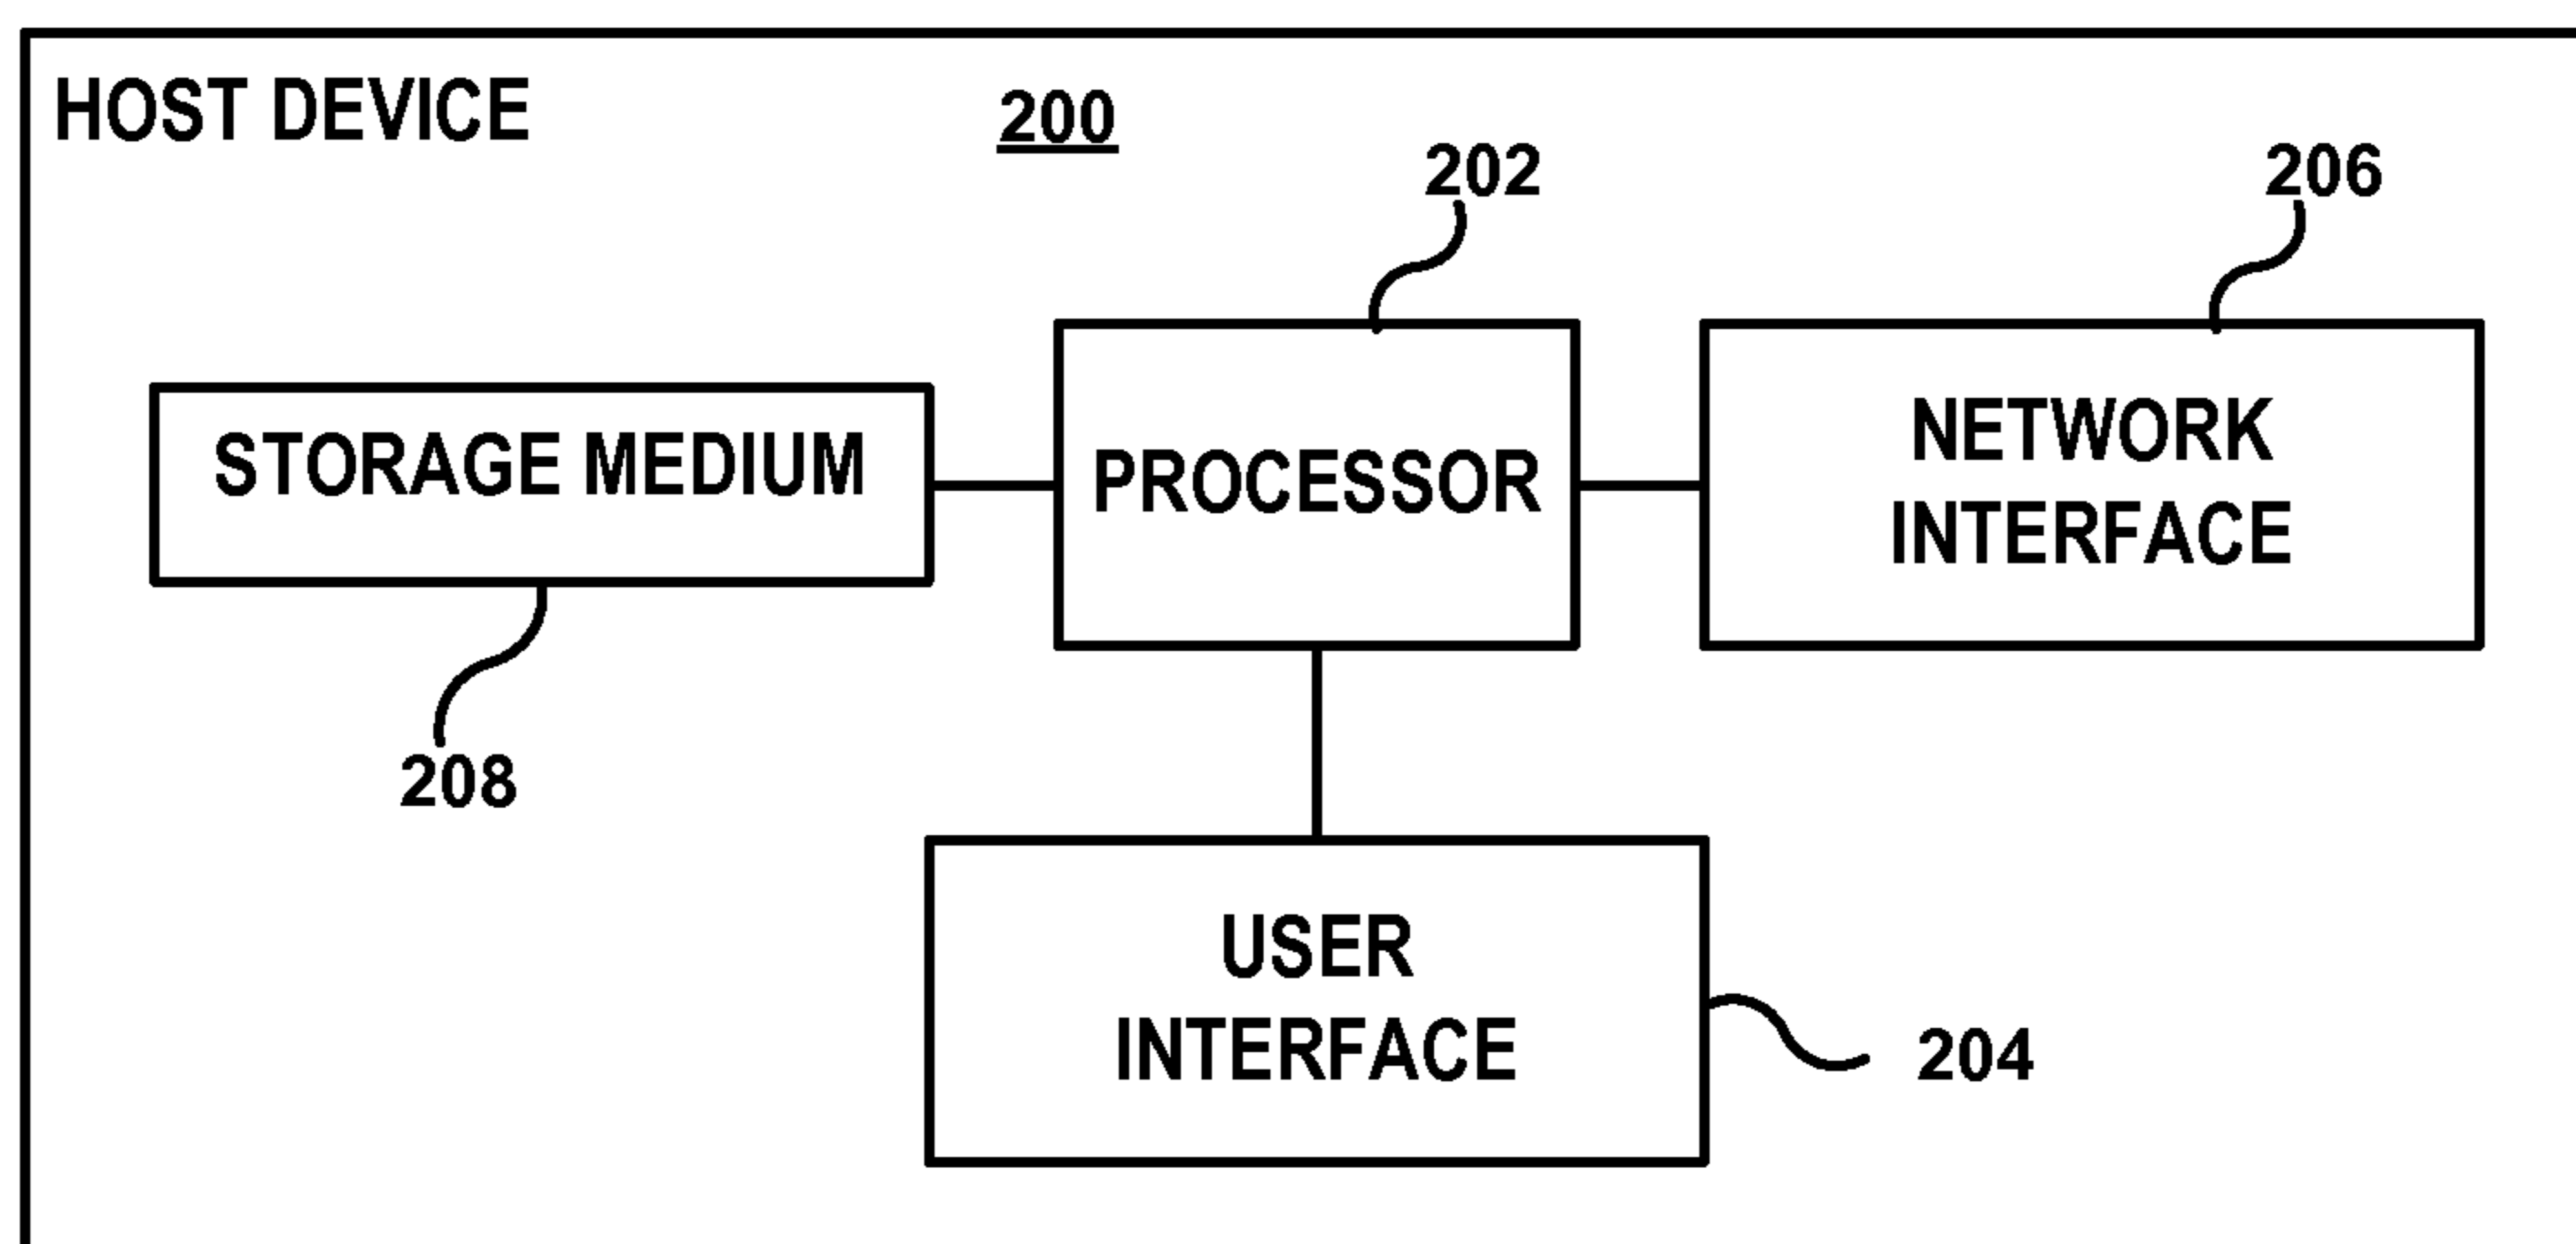 HOST DEVICE
200
202
206
STORAGE MEDIUM
PROCESSOR
NETWORK
INTERFACE
208
USER
INTERFACE
204